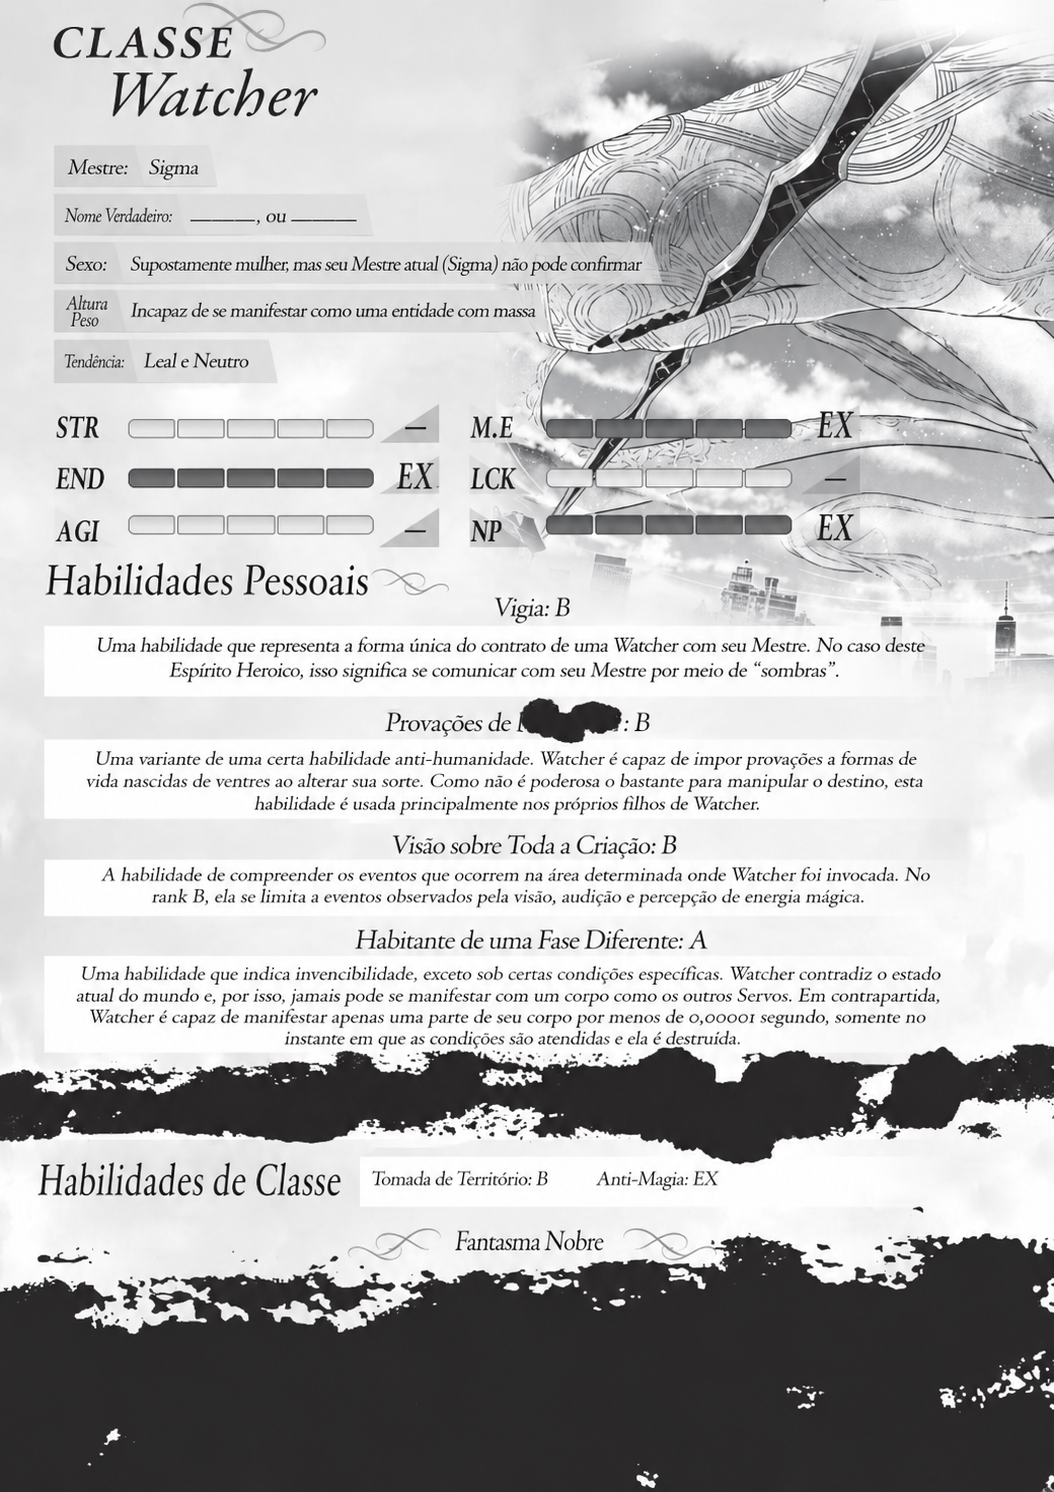 CLASSE
Watcher
Mestre: Sigma
Nome Verdadeiro: ______, ou ______
Sexo: Supostamente mulher, mas seu Mestre atual (Sigma) não pode confirmar
Altura
Peso
Incapaz de se manifestar como uma entidade com massa
Tendência: Leal e Neutro
STR —
M.E EX
END EX
LCK —
AGI —
NP EX
Habilidades Pessoais
Vigia: B
Uma habilidade que representa a forma única do contrato de uma Watcher com seu Mestre. No caso deste
Espírito Heroico, isso significa se comunicar com seu Mestre por meio de “sombras”.
Provações de : B
Uma variante de uma certa habilidade anti-humanidade. Watcher é capaz de impor provações a formas de
vida nascidas de ventres ao alterar sua sorte. Como não é poderosa o bastante para manipular o destino, esta
habilidade é usada principalmente nos próprios filhos de Watcher.
Visão sobre Toda a Criação: B
A habilidade de compreender os eventos que ocorrem na área determinada onde Watcher foi invocada. No
rank B, ela se limita a eventos observados pela visão, audição e percepção de energia mágica.
Habitante de uma Fase Diferente: A
Uma habilidade que indica invencibilidade, exceto sob certas condições específicas. Watcher contradiz o estado
atual do mundo e, por isso, jamais pode se manifestar com um corpo como os outros Servos. Em contrapartida,
Watcher é capaz de manifestar apenas uma parte de seu corpo por menos de 0,00001 segundo, somente no
instante em que as condições são atendidas e ela é destruída.
Habilidades de Classe
Tomada de Território: B Anti-Magia: EX
Fantasma Nobre